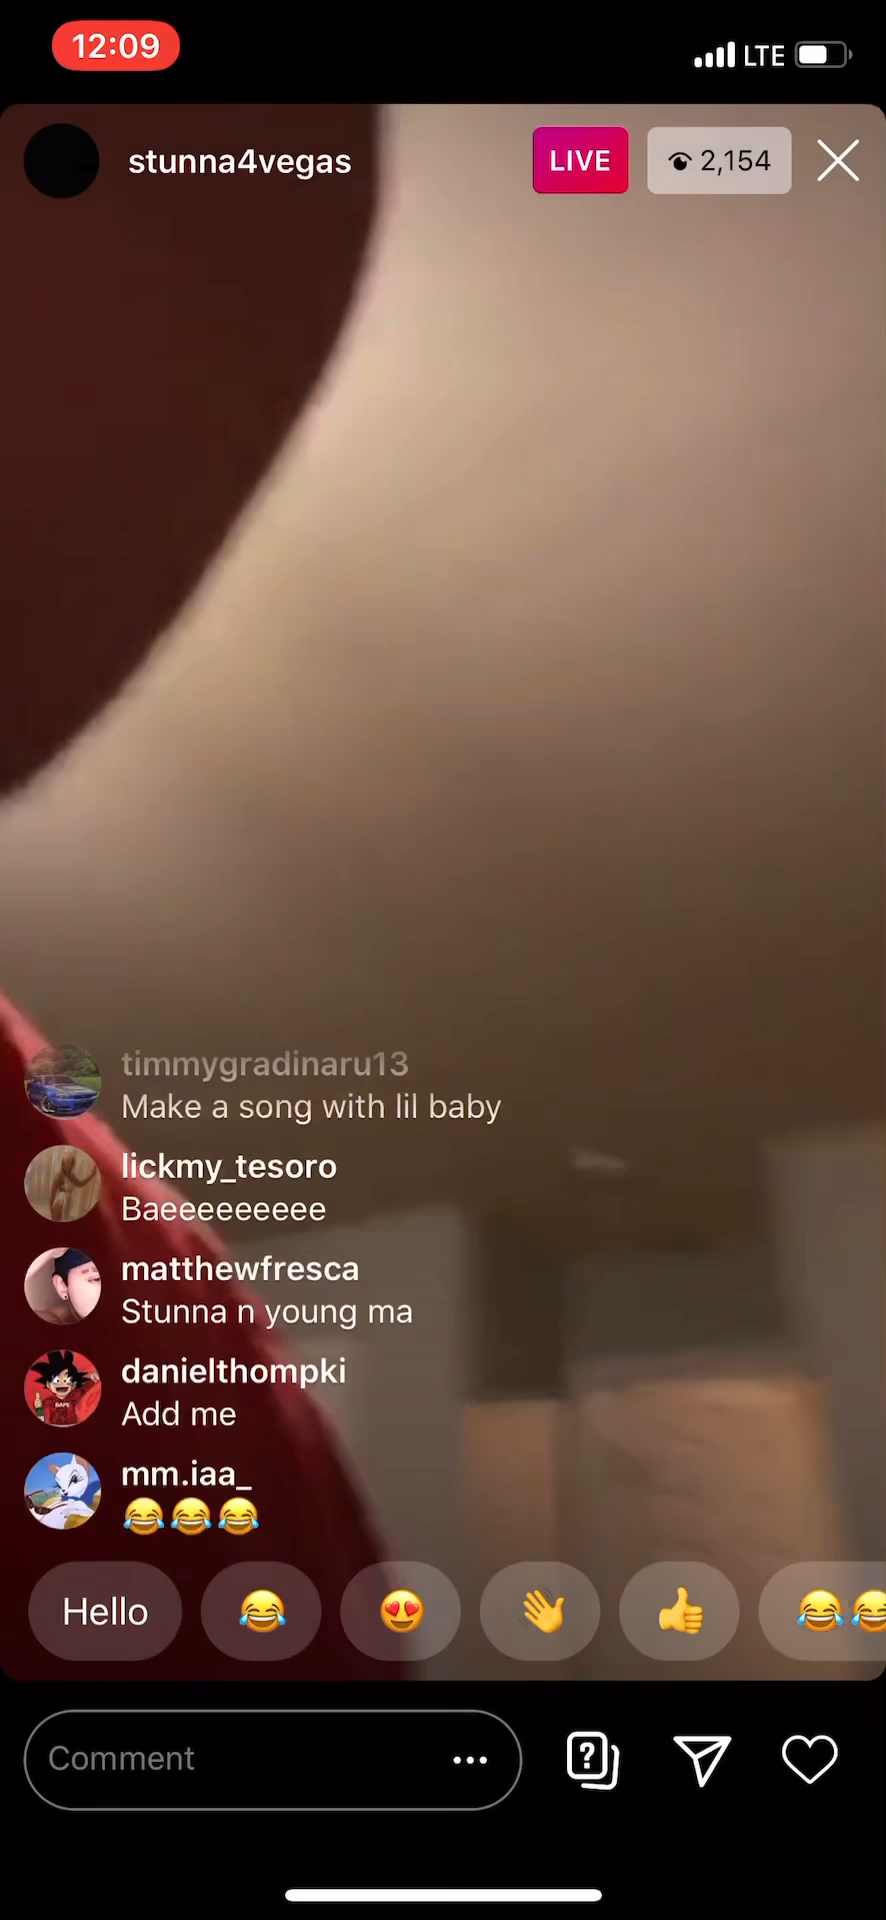 12:09
LTE
stunna4vegas
LIVE
2,154
timmygradinaru13
Make a song with lil baby
lickmy_tesoro
Baeeeeeeeee
matthewfresca
Stunna n young ma
danielthompki
Add me
mm.iaa_
😂😂😂
Hello 😂 😍 👋 👍 😂😂
Comment